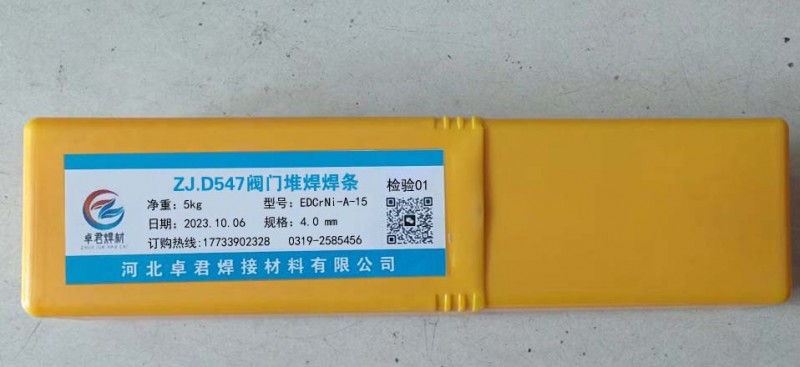 ZJ.D547阀门堆焊焊条
检验01
净重：5kg
型号：EDCrNi-A-15
日期：2023.10.06
规格：4.0 mm
订购热线:17733902328 0319-2585456
卓君焊材
河北卓君焊接材料有限公司